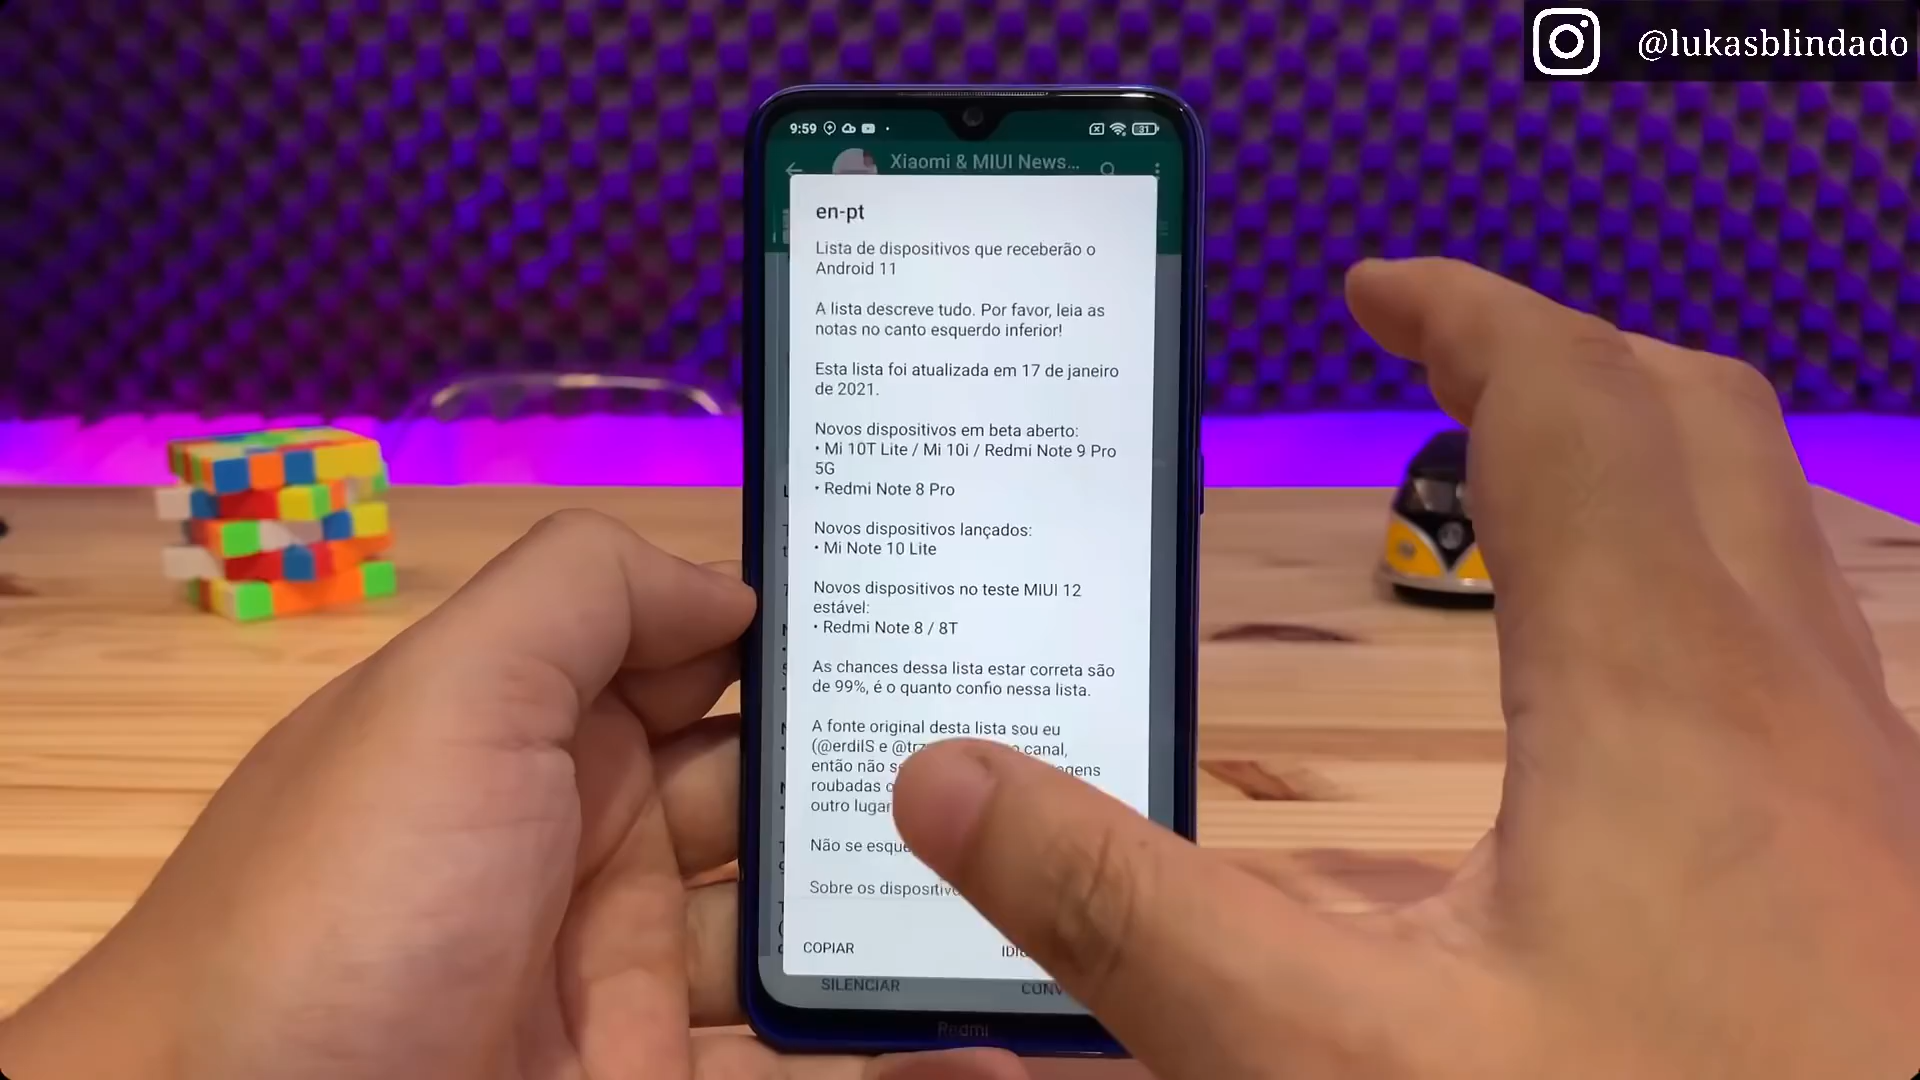 @lukasblindado
9:59
31
Xiaomi & MIUI News...
en-pt
Lista de dispositivos que receberão o
Android 11
A lista descreve tudo. Por favor, leia as
notas no canto esquerdo inferior!
Esta lista foi atualizada em 17 de janeiro
de 2021.
Novos dispositivos em beta aberto:
• Mi 10T Lite / Mi 10i / Redmi Note 9 Pro
5G
• Redmi Note 8 Pro
Novos dispositivos lançados:
• Mi Note 10 Lite
Novos dispositivos no teste MIUI 12
estável:
• Redmi Note 8 / 8T
As chances dessa lista estar correta são
de 99%, é o quanto confio nessa lista.
A fonte original desta lista sou eu
(@erdilS e canal,
então não
roubadas
outro lugar
Não se
Sobre os
COPIAR
SILENCIAR
Redmi